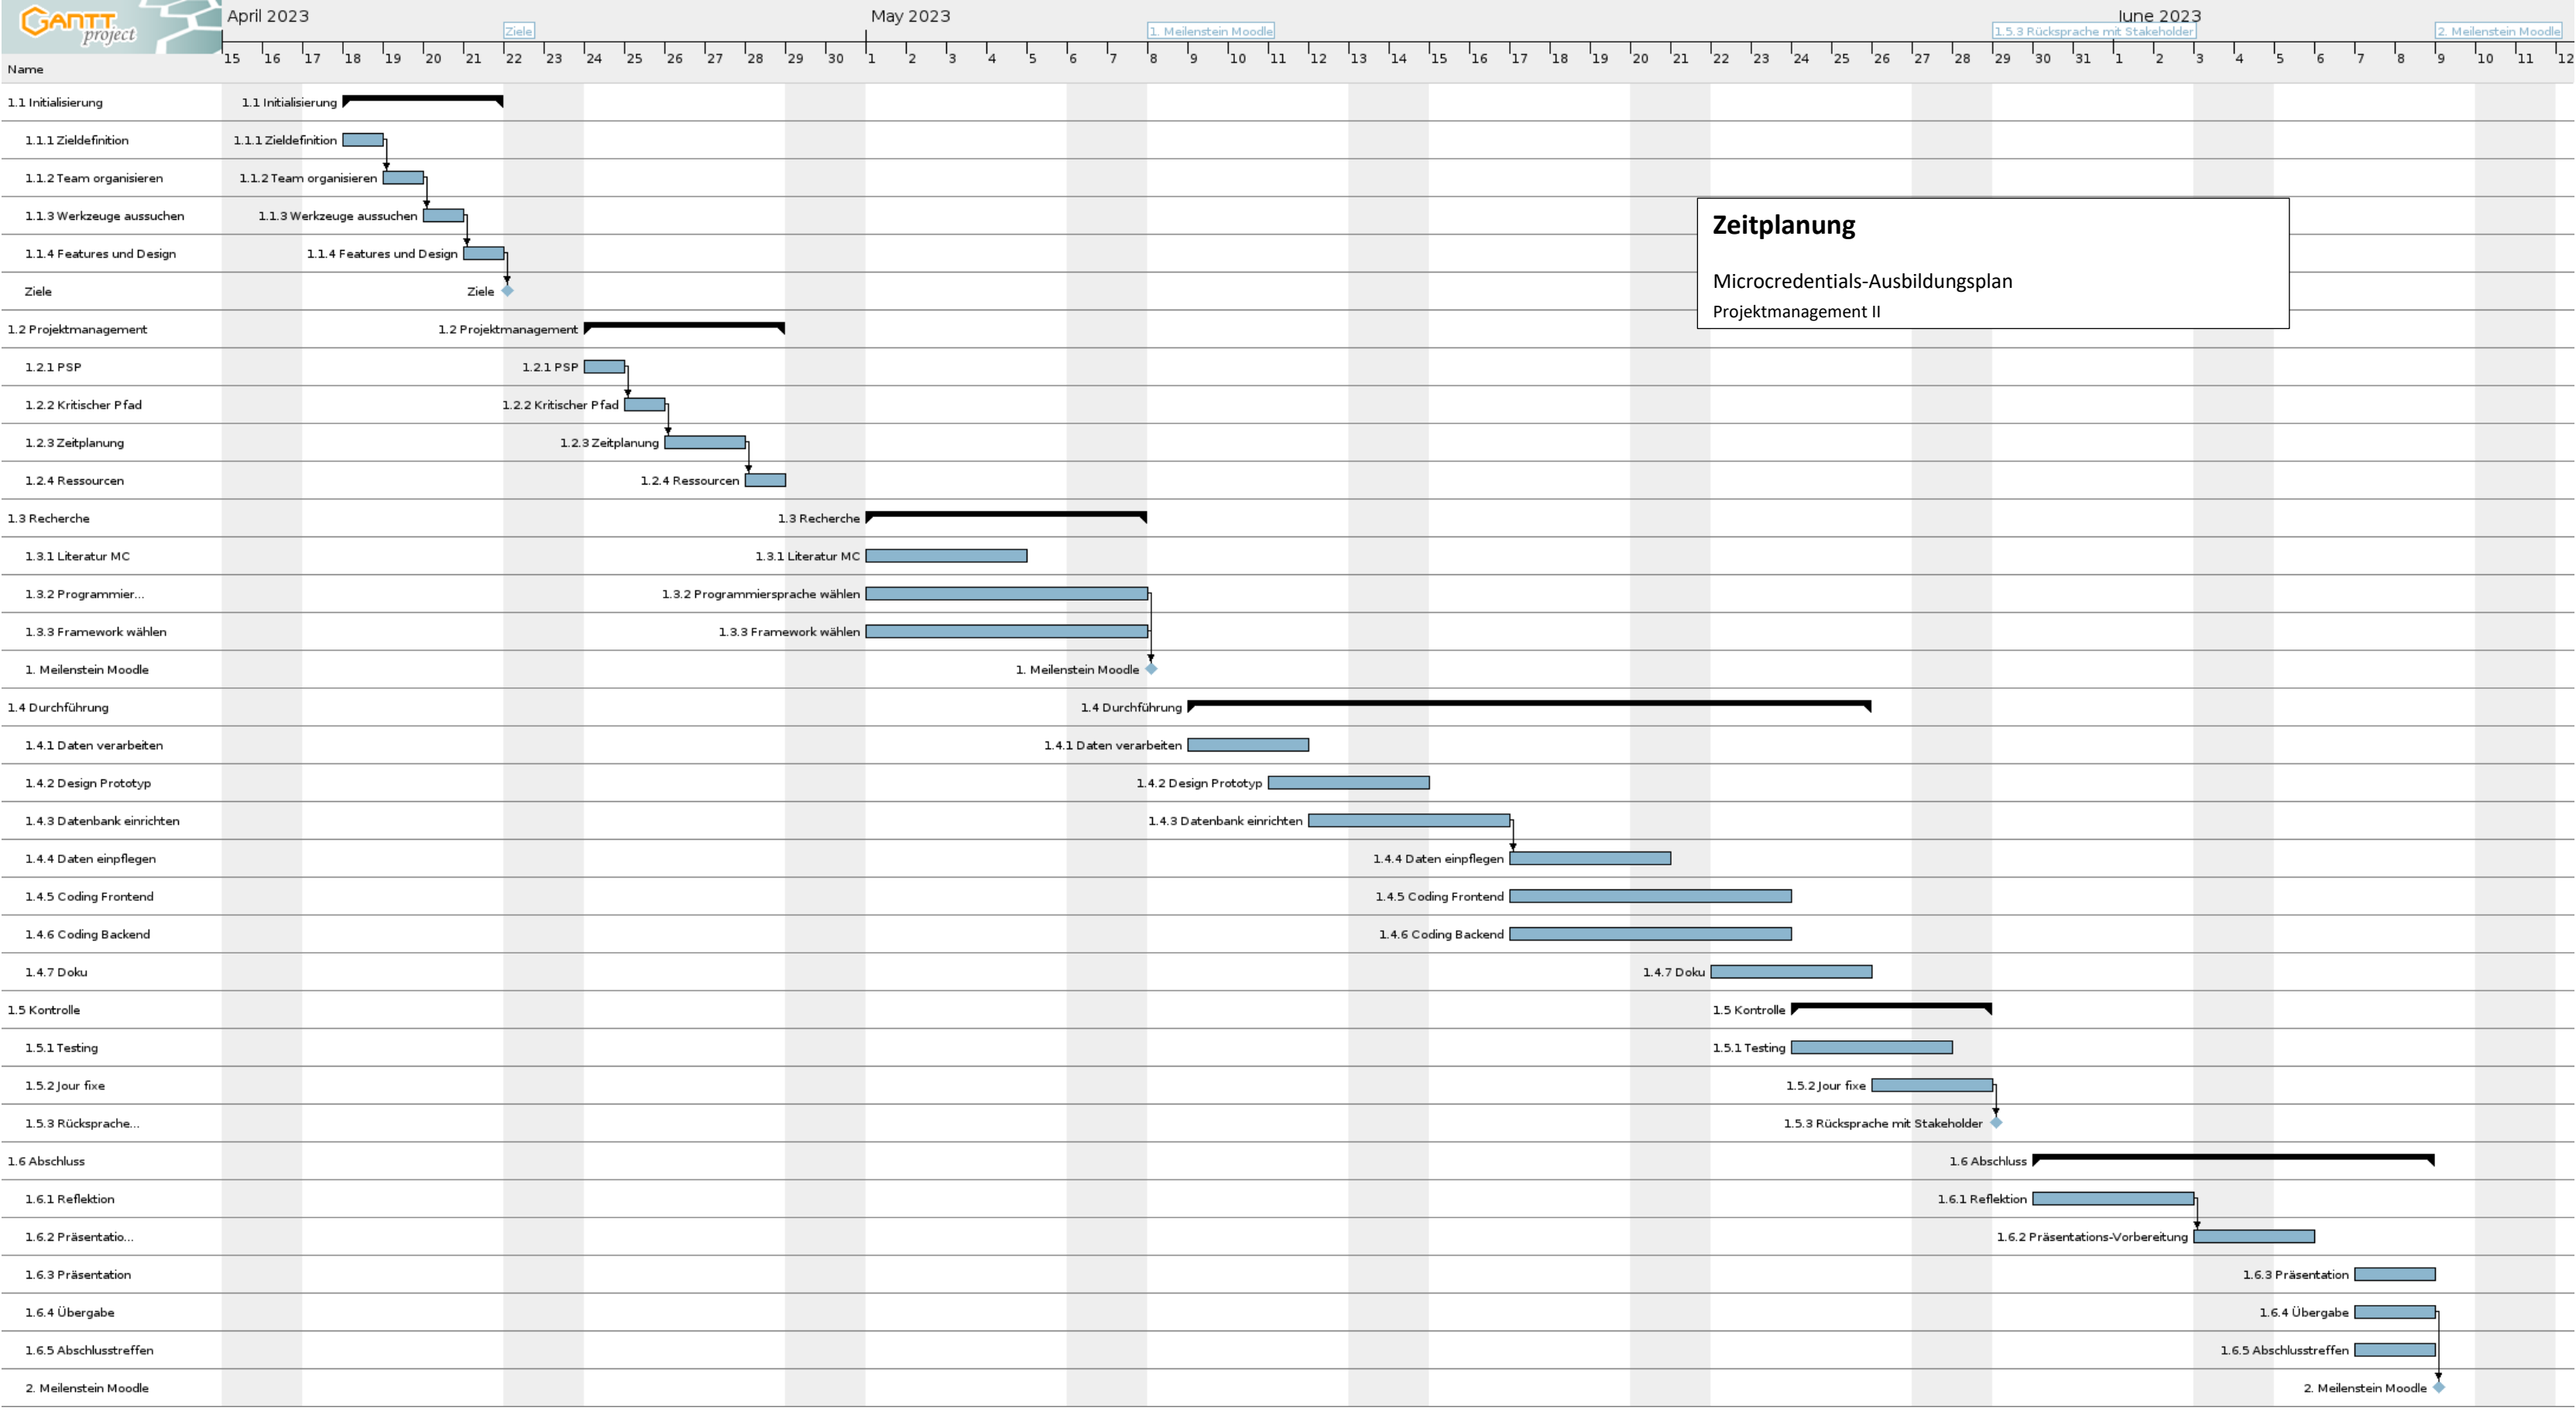 GANTT
project
April 2023
May 2023
June 2023
Ziele
1. Meilenstein Moodle
1.5.3 Rücksprache mit Stakeholder
2. Meilenstein Moodle
15 16 17 18 19 20 21 22 23 24 25 26 27 28 29 30 1 2 3 4 5 6 7 8 9 10 11 12 13 14 15 16 17 18 19 20 21 22 23 24 25 26 27 28 29 30 31 1 2 3 4 5 6 7 8 9 10 11 12
Name
1.1 Initialisierung 1.1 Initialisierung
1.1.1 Zieldefinition 1.1.1 Zieldefinition
1.1.2 Team organisieren 1.1.2 Team organisieren
1.1.3 Werkzeuge aussuchen 1.1.3 Werkzeuge aussuchen
Zeitplanung
1.1.4 Features und Design 1.1.4 Features und Design
Microcredentials-Ausbildungsplan
Ziele Ziele
Projektmanagement II
1.2 Projektmanagement 1.2 Projektmanagement
1.2.1 PSP 1.2.1 PSP
1.2.2 Kritischer Pfad 1.2.2 Kritischer Pfad
1.2.3 Zeitplanung 1.2.3 Zeitplanung
1.2.4 Ressourcen 1.2.4 Ressourcen
1.3 Recherche 1.3 Recherche
1.3.1 Literatur MC 1.3.1 Literatur MC
1.3.2 Programmier... 1.3.2 Programmiersprache wählen
1.3.3 Framework wählen 1.3.3 Framework wählen
1. Meilenstein Moodle 1. Meilenstein Moodle
1.4 Durchführung 1.4 Durchführung
1.4.1 Daten verarbeiten 1.4.1 Daten verarbeiten
1.4.2 Design Prototyp 1.4.2 Design Prototyp
1.4.3 Datenbank einrichten 1.4.3 Datenbank einrichten
1.4.4 Daten einpflegen 1.4.4 Daten einpflegen
1.4.5 Coding Frontend 1.4.5 Coding Frontend
1.4.6 Coding Backend 1.4.6 Coding Backend
1.4.7 Doku 1.4.7 Doku
1.5 Kontrolle 1.5 Kontrolle
1.5.1 Testing 1.5.1 Testing
1.5.2 Jour fixe 1.5.2 Jour fixe
1.5.3 Rücksprache... 1.5.3 Rücksprache mit Stakeholder
1.6 Abschluss 1.6 Abschluss
1.6.1 Reflektion 1.6.1 Reflektion
1.6.2 Präsentatio... 1.6.2 Präsentations-Vorbereitung
1.6.3 Präsentation 1.6.3 Präsentation
1.6.4 Übergabe 1.6.4 Übergabe
1.6.5 Abschlusstreffen 1.6.5 Abschlusstreffen
2. Meilenstein Moodle 2. Meilenstein Moodle